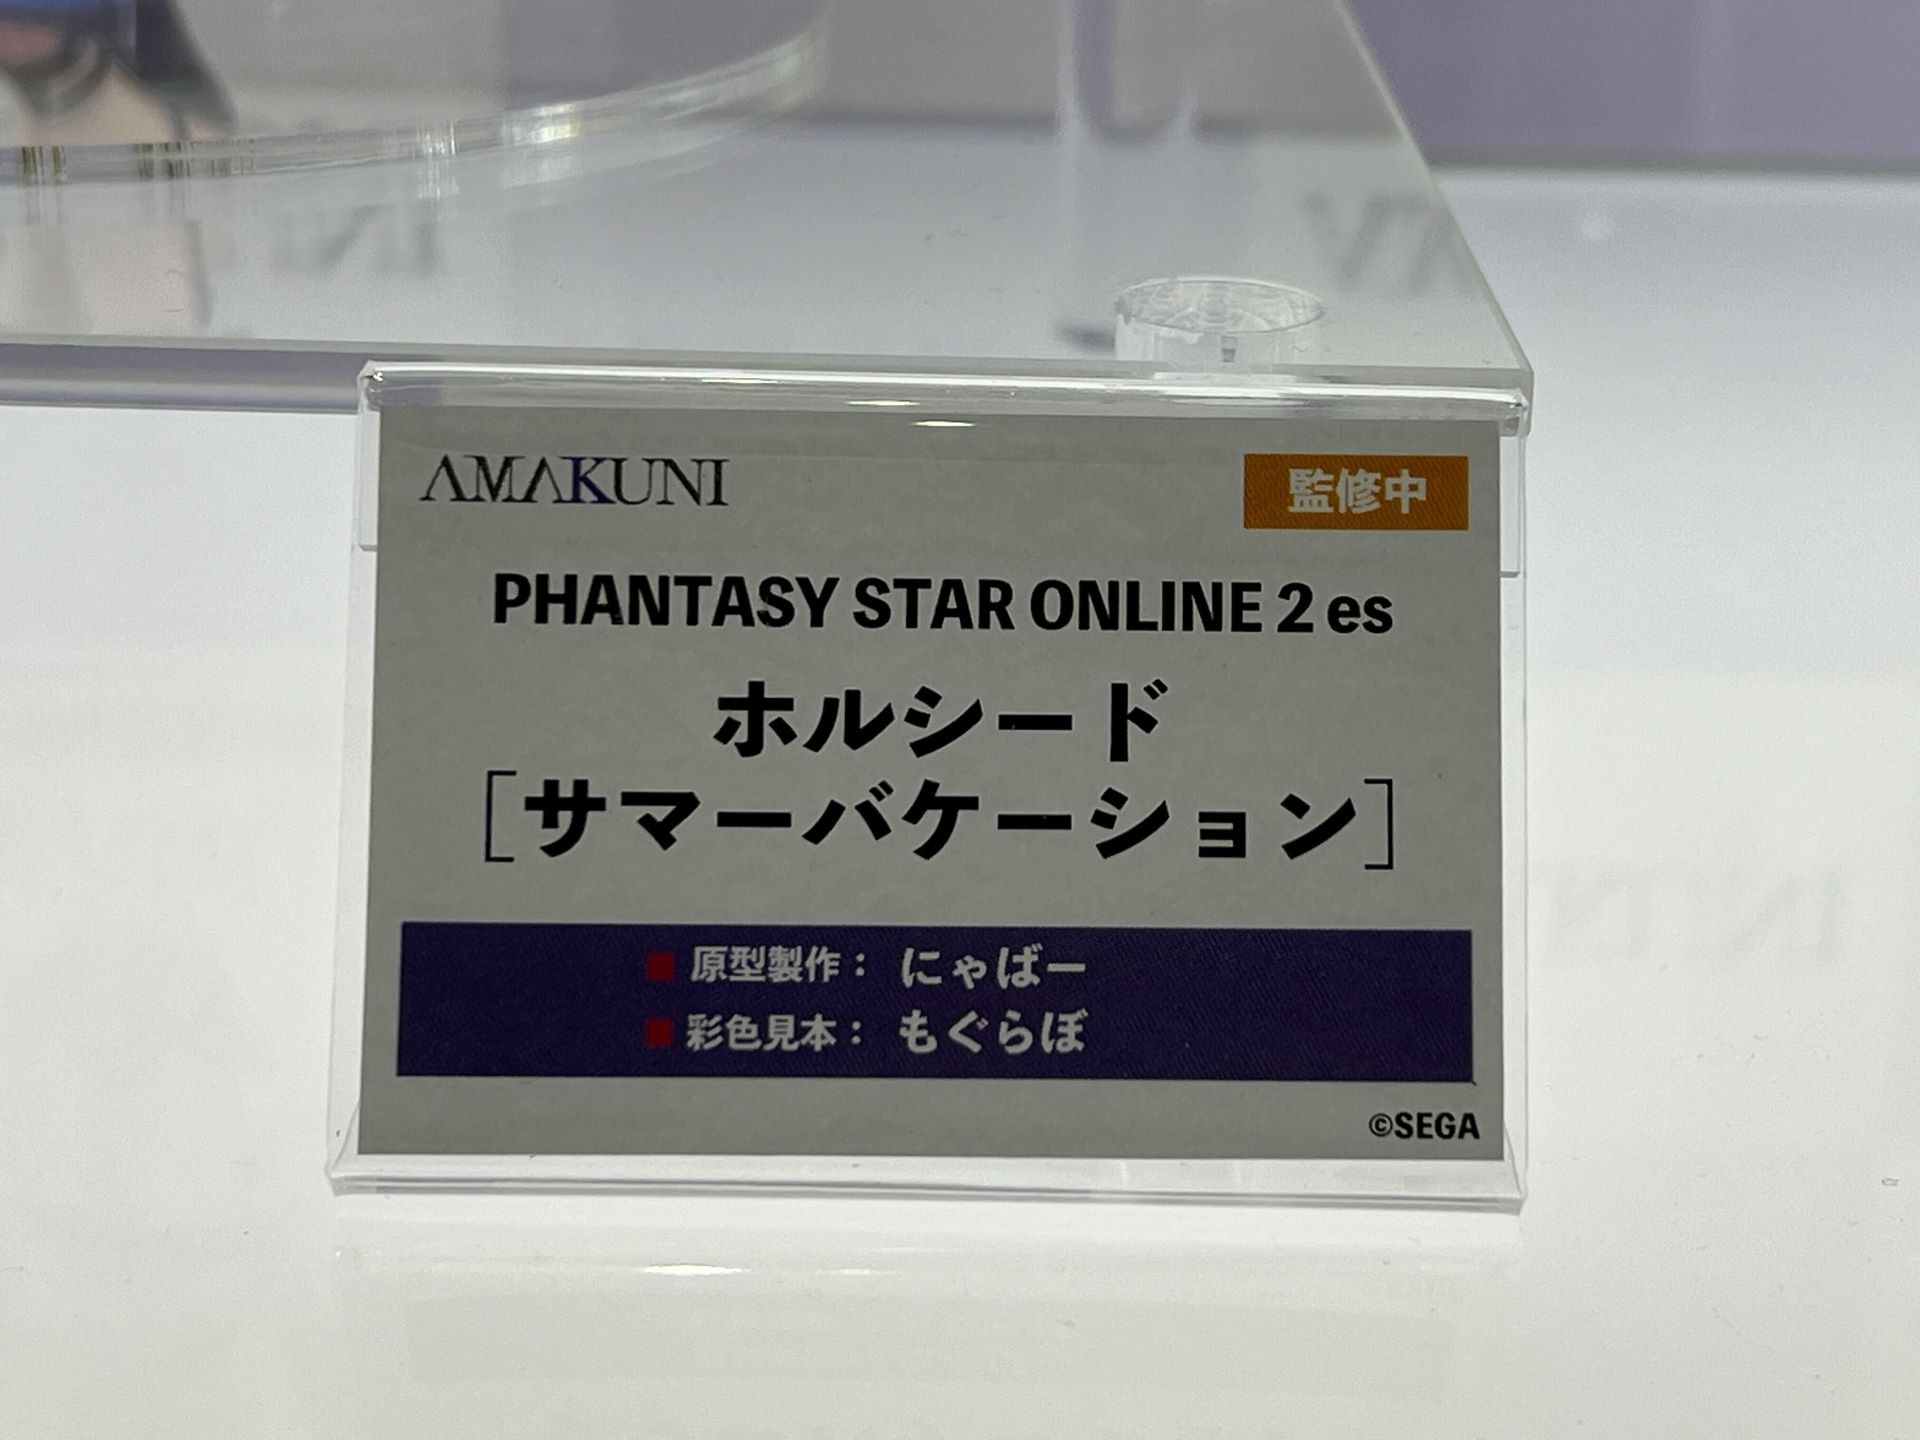 AMAKUNI
監修中
PHANTASY STAR ONLINE 2 es
ホルシード
[サマーバケーション]
■ 原型製作： にゃばー
■ 彩色見本： もぐらぼ
©SEGA